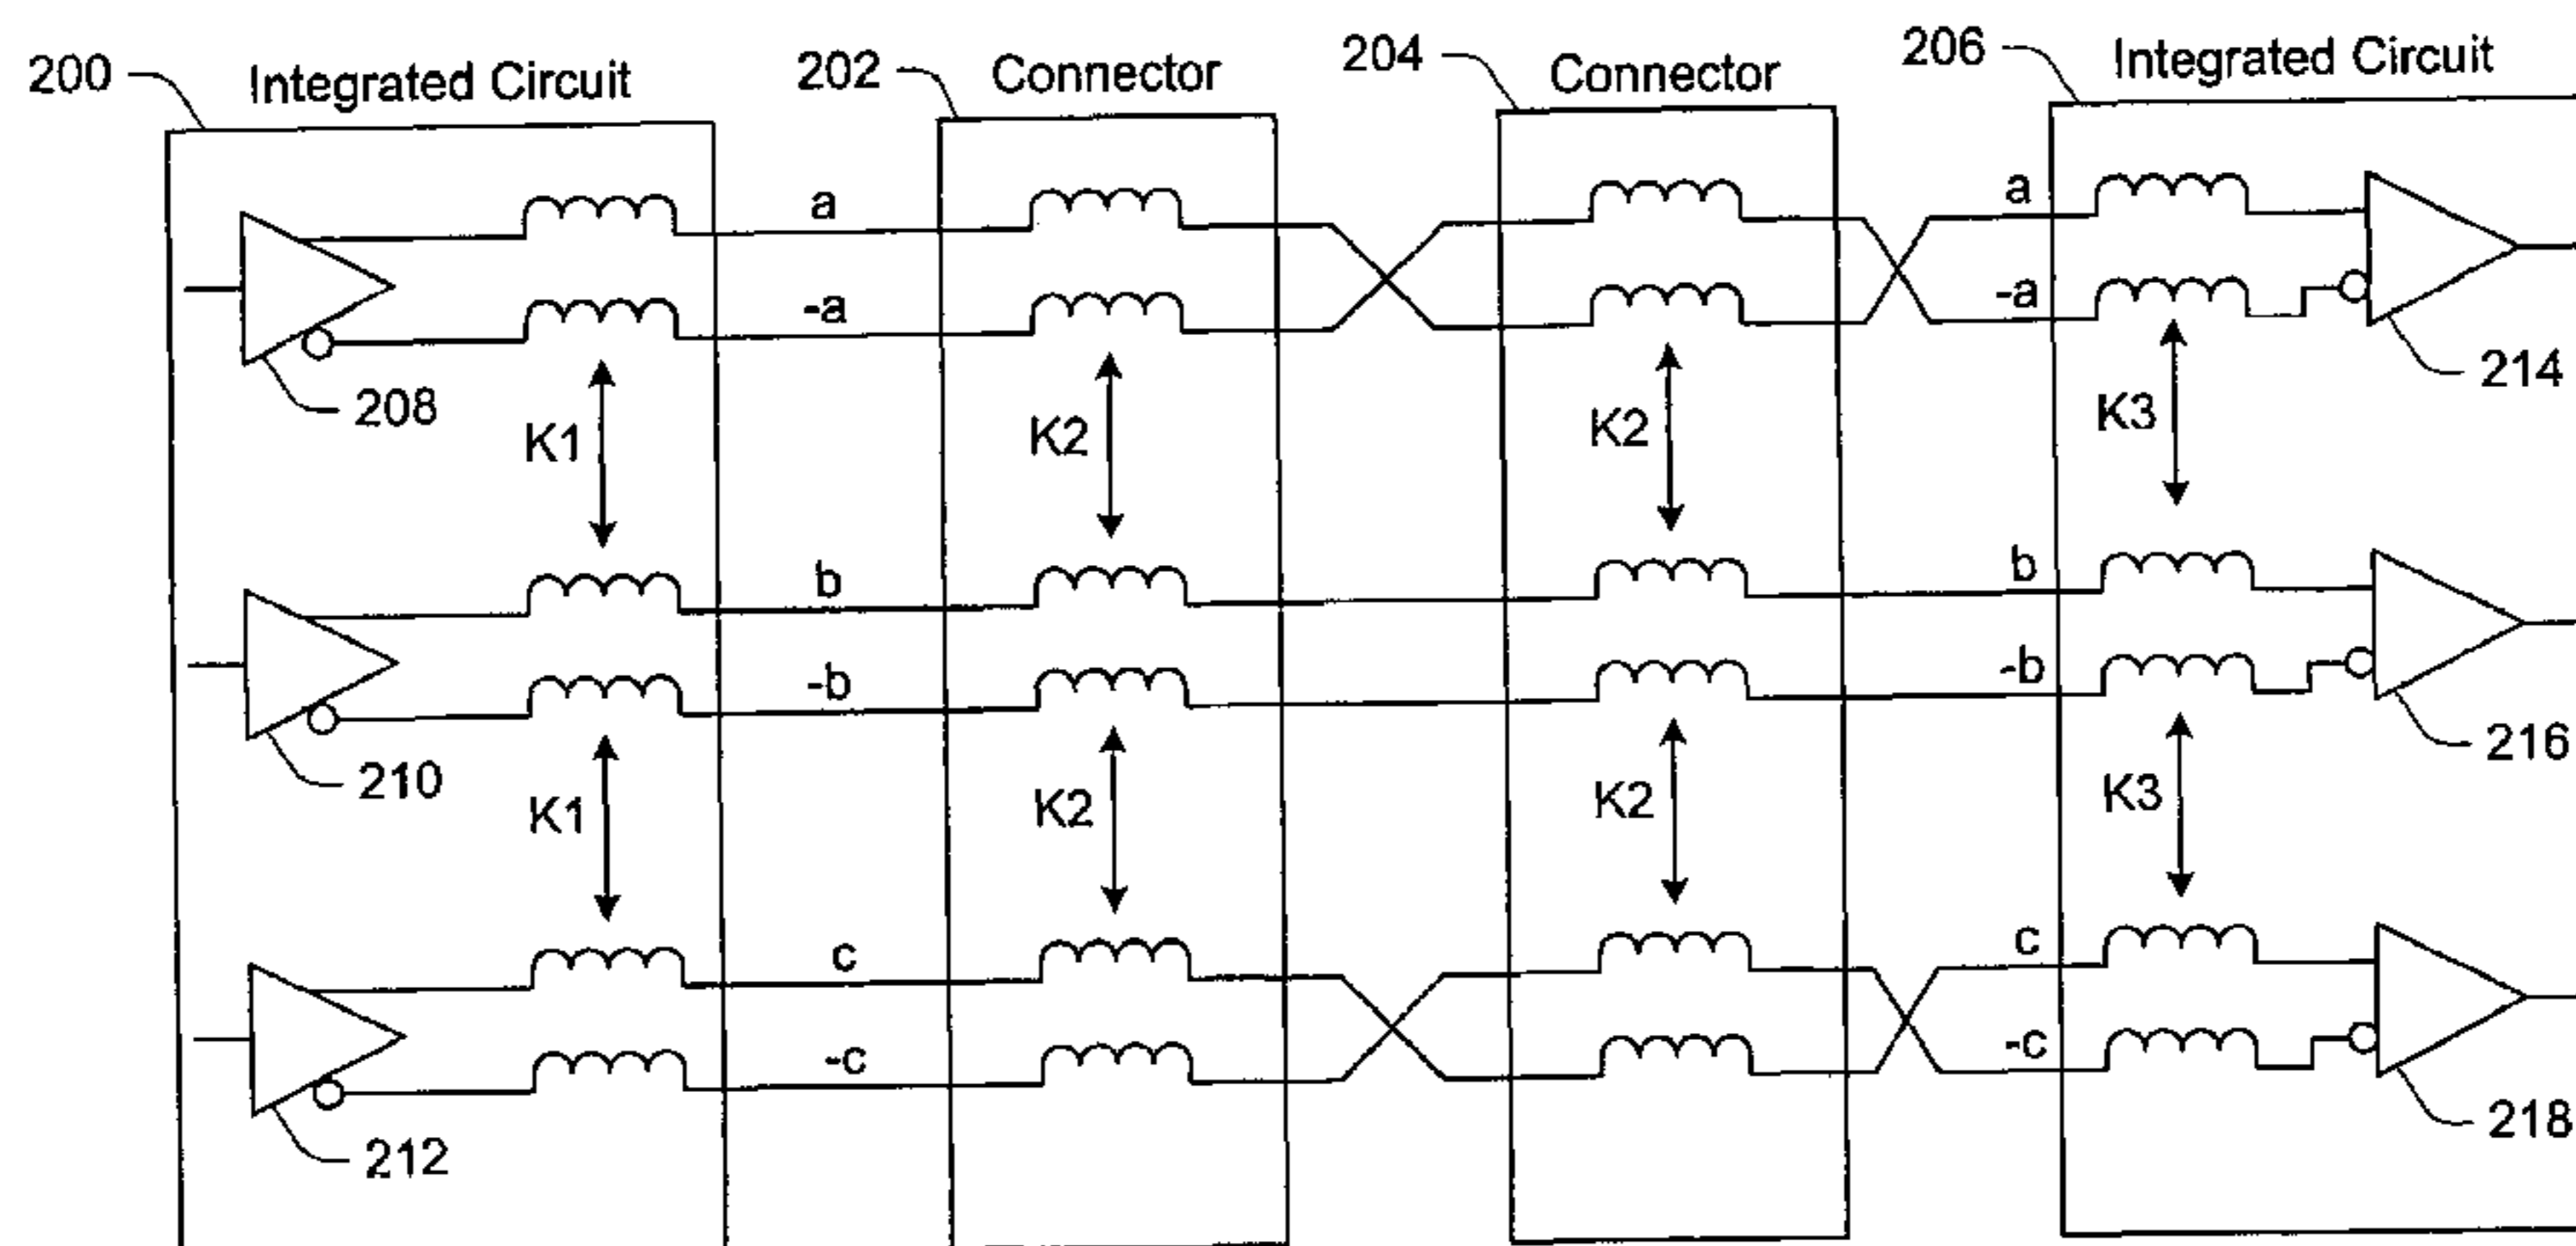 200 Integrated Circuit 202 Connector 204 Connector 206 Integrated Circuit
a a
-a -a
208 214
K1 K2 K2 K3
b b
-b -b
210 216
K1 K2 K2 K3
c c
-c -c
212 218